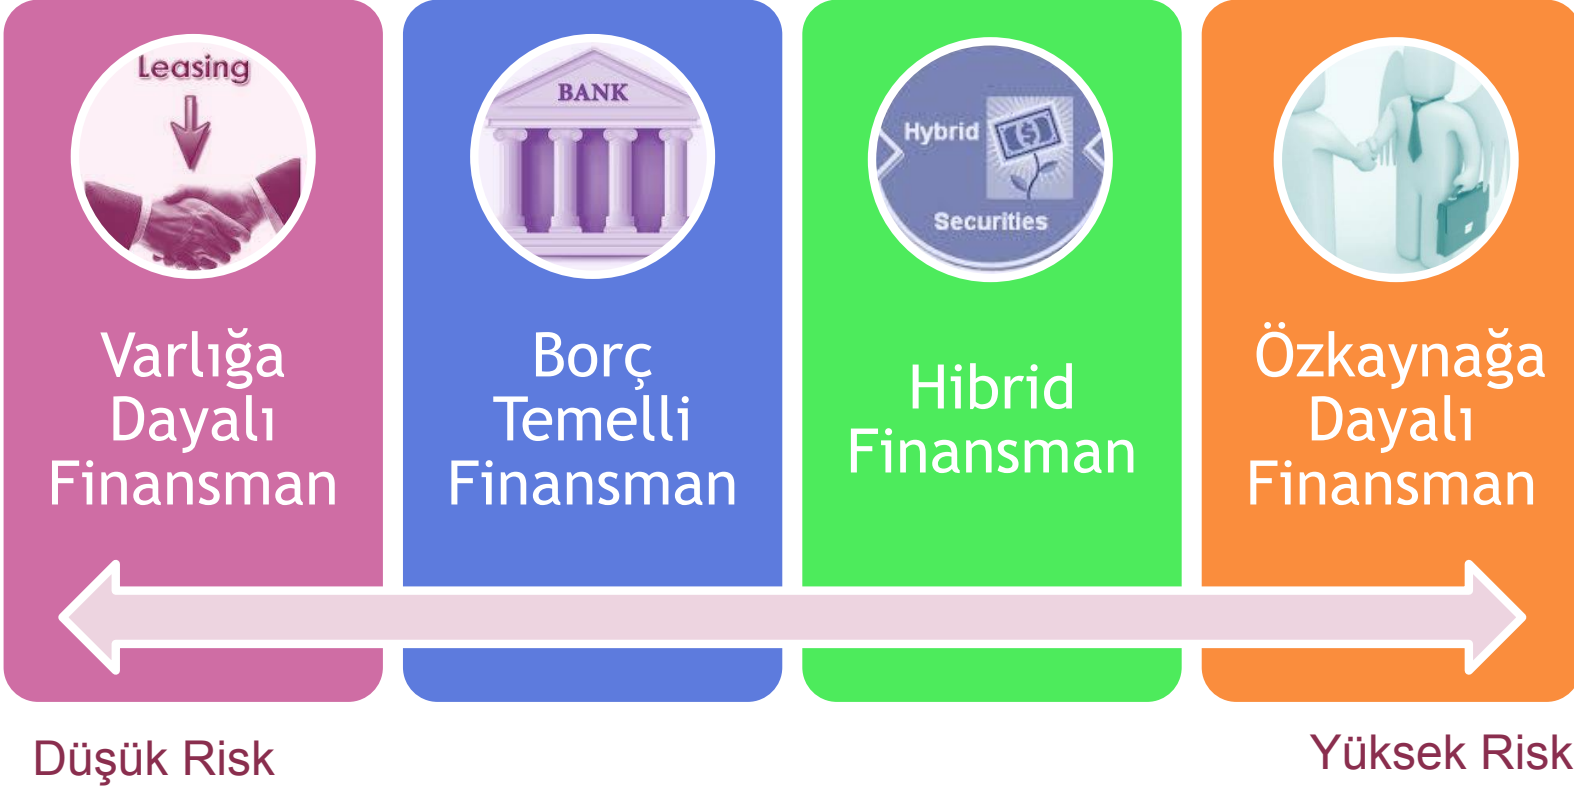 Leasing
Varlığa
Dayalı
Finansman
BANK
Borç
Temelli
Finansman
Hybrid
Securities
Hibrid
Finansman
Özkaynağa
Dayalı
Finansman
Düşük Risk
Yüksek Risk